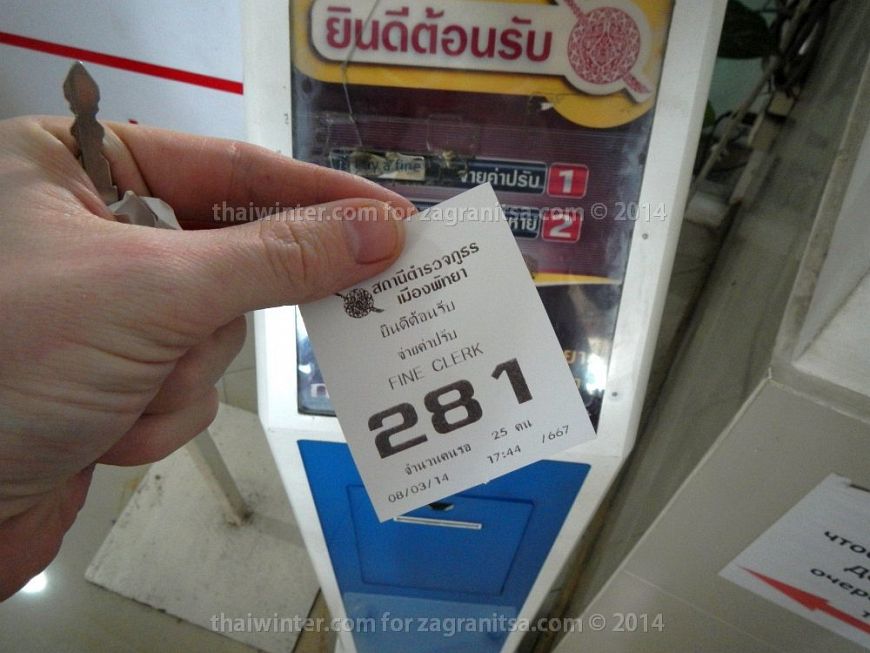 ยินดีต้อนรับ
Pay a fine
จ่ายค่าปรับ 1
2
thaiwinter.com for zagranitsa.com © 2014
สถานีตำรวจภูธร
เมืองพัทยา
ยินดีต้อนรับ
จ่ายค่าปรับ
FINE CLERK
281
จำนวนคนรอ 25 คน
08/03/14 17:44 /667
что
очер
thaiwinter.com for zagranitsa.com © 2014